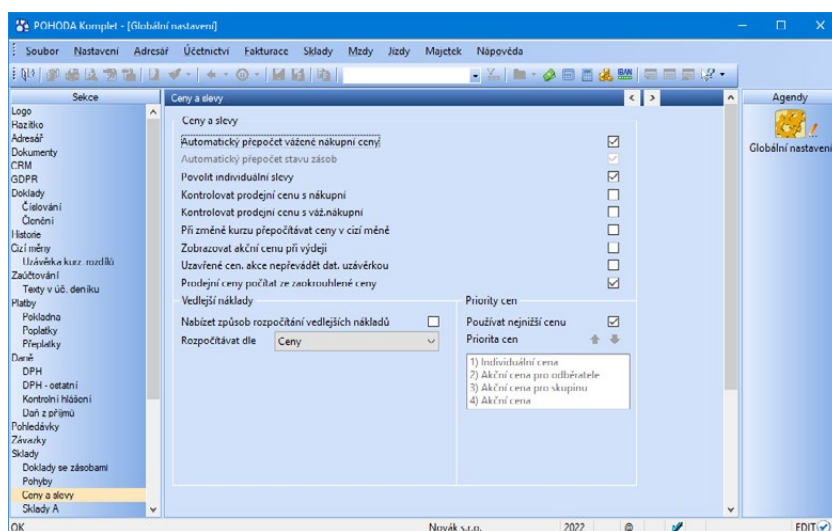 POHODA Komplet - [Globální nastavení]
Soubor Nastavení Adresář Účetnictví Fakturace Sklady Mzdy Jízdy Majetek Nápověda
Sekce
Ceny a slevy
Agendy
Logo
Razítko
Adresář
Dokumenty
CRM
GDPR
Doklady
Číslování
Členění
Historie
Cizí měny
Uzávěrka kurz. rozdílů
Zaúčtování
Texty v úč. deníku
Platby
Pokladna
Poplatky
Přeplatky
Daně
DPH
DPH - ostatní
Kontrolní hlášení
Daň z příjmů
Pohledávky
Závazky
Sklady
Doklady se zásobami
Pohyby
Ceny a slevy
Sklady A
Ceny a slevy
Automatický přepočet vážené nákupní ceny
Automatický přepočet stavu zásob
Povolit individuální slevy
Kontrolovat prodejní cenu s nákupní
Kontrolovat prodejní cenu s váž.nákupní
Při změně kurzu přepočítávat ceny v cizí měně
Zobrazovat akční cenu při výdeji
Uzavřené cen. akce nepřevádět dat. uzávěrkou
Prodejní ceny počítat ze zaokrouhlené ceny
Vedlejší náklady
Nabízet způsob rozpočítání vedlejších nákladů
Rozpočítávat dle Ceny
Priority cen
Používat nejnižší cenu
Priorita cen
1) Individuální cena
2) Akční cena pro odběratele
3) Akční cena pro skupinu
4) Akční cena
Globální nastavení
OK
Novák s.r.o.
2022
@
EDIT